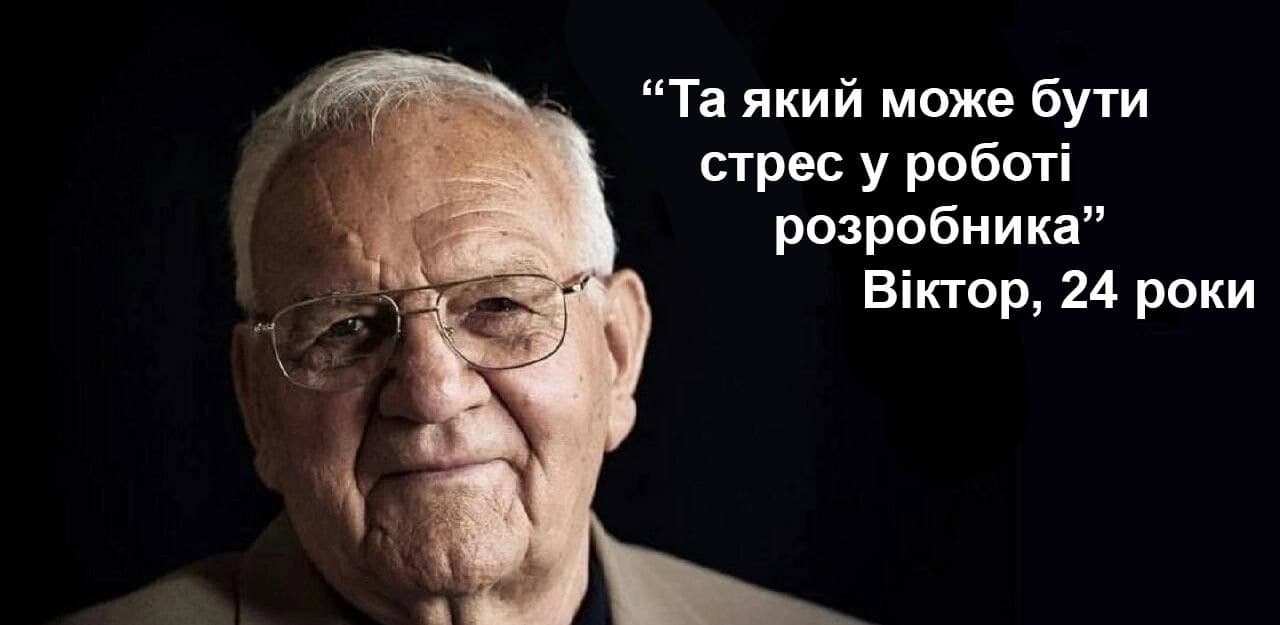 “Та який може бути
стрес у роботі
розробника”
Віктор, 24 роки